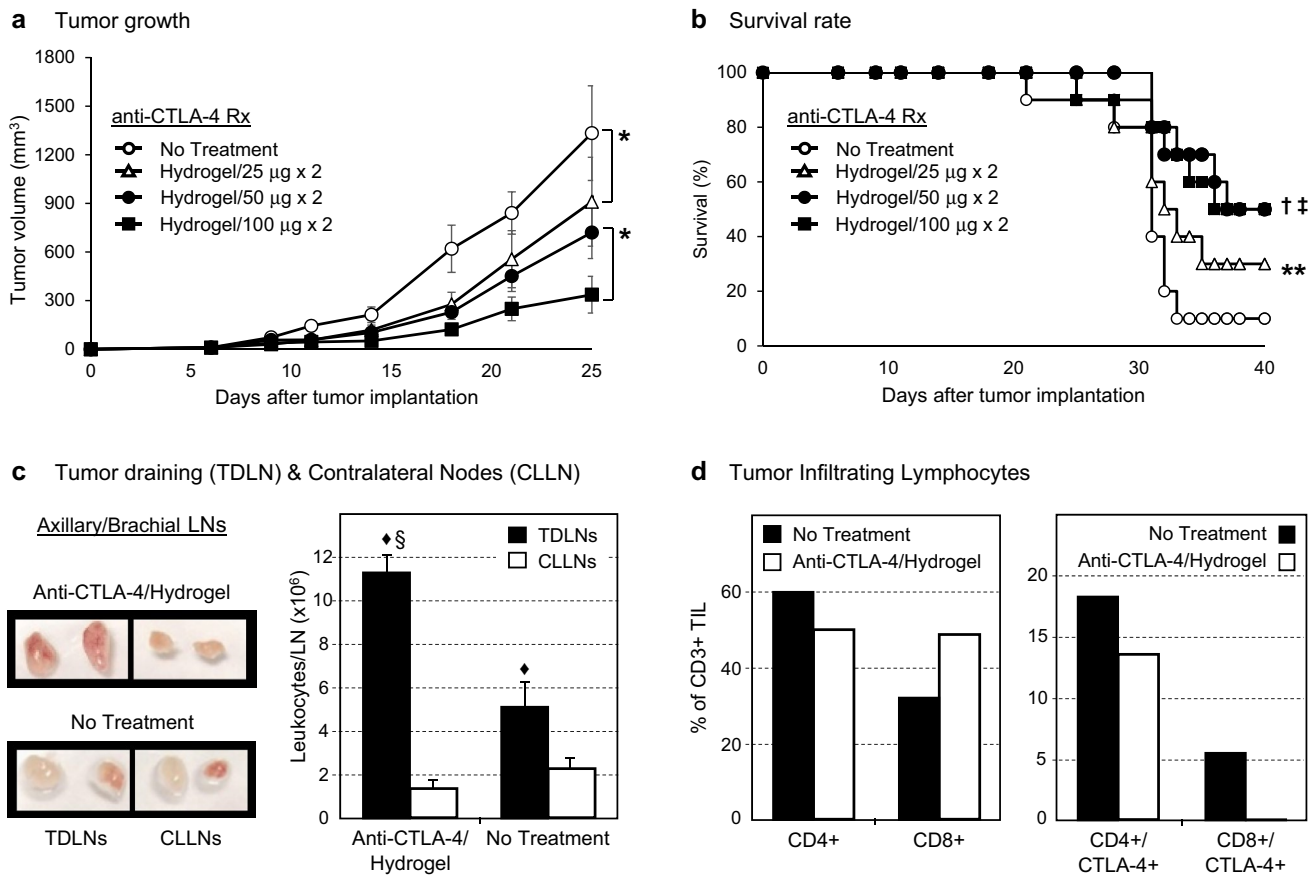 a Tumor growth
1800
1500
1200
900
600
300
0
Tumor volume (mm³)
anti-CTLA-4 Rx
No Treatment
Hydrogel/25 μg x 2
Hydrogel/50 μg x 2
Hydrogel/100 μg x 2
*
*
0 5 10 15 20 25
Days after tumor implantation
b Survival rate
100
80
60
40
20
0
Survival (%)
anti-CTLA-4 Rx
No Treatment
Hydrogel/25 μg x 2
Hydrogel/50 μg x 2
Hydrogel/100 μg x 2
† ‡
**
0 10 20 30 40
Days after tumor implantation
c Tumor draining (TDLN) & Contralateral Nodes (CLLN)
Axillary/Brachial LNs
Anti-CTLA-4/Hydrogel
No Treatment
TDLNs CLLNs
Leukocytes/LN (x10⁶)
12
10
8
6
4
2
0
TDLNs
CLLNs
♦ §
♦
Anti-CTLA-4/
Hydrogel
No Treatment
d Tumor Infiltrating Lymphocytes
% of CD3+ TIL
60
40
20
0
No Treatment
Anti-CTLA-4/Hydrogel
CD4+ CD8+
20
15
10
5
0
No Treatment
Anti-CTLA-4/Hydrogel
CD4+/
CTLA-4+
CD8+/
CTLA-4+